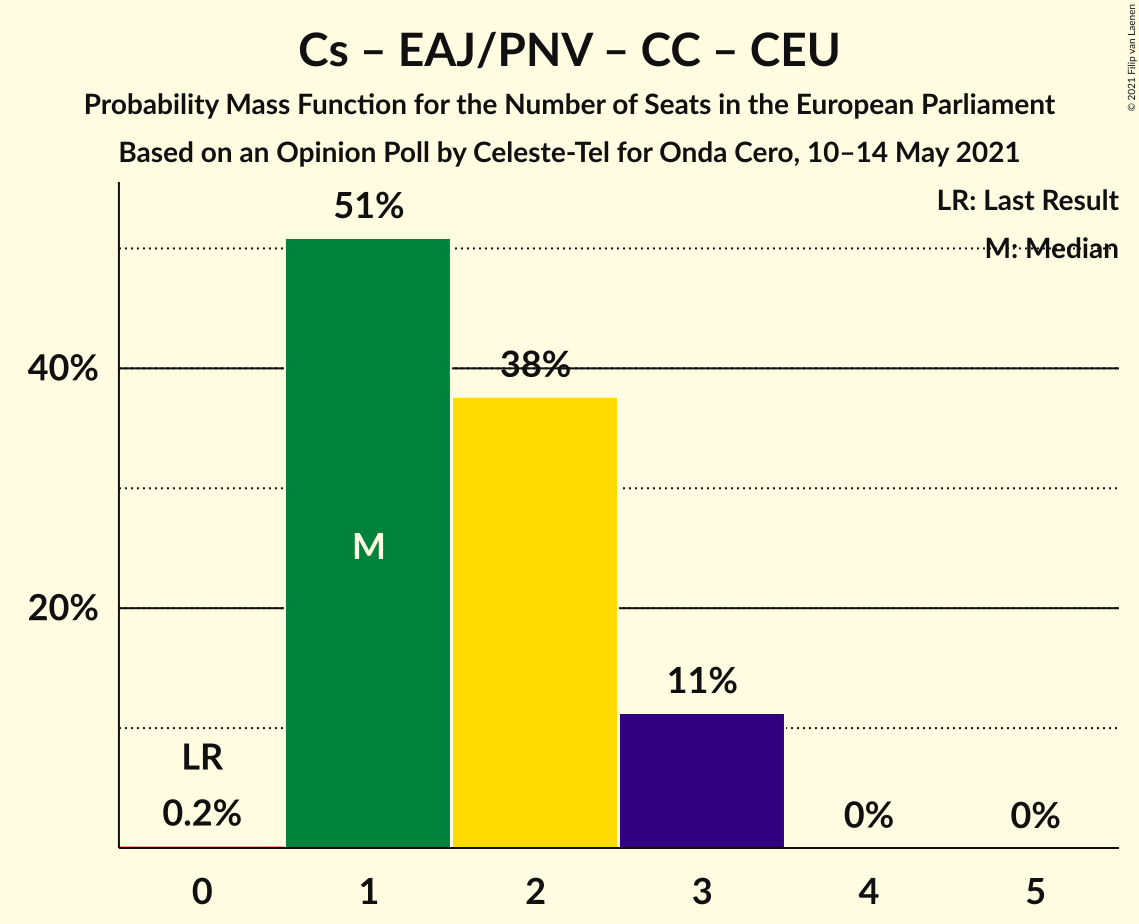 Cs – EAJ/PNV – CC – CEU
Probability Mass Function for the Number of Seats in the European Parliament
Based on an Opinion Poll by Celeste-Tel for Onda Cero, 10–14 May 2021
© 2021 Filip van Laenen
LR: Last Result
M: Median
51%
38%
11%
LR
0.2%
0%
0%
M
40%
20%
0
1
2
3
4
5